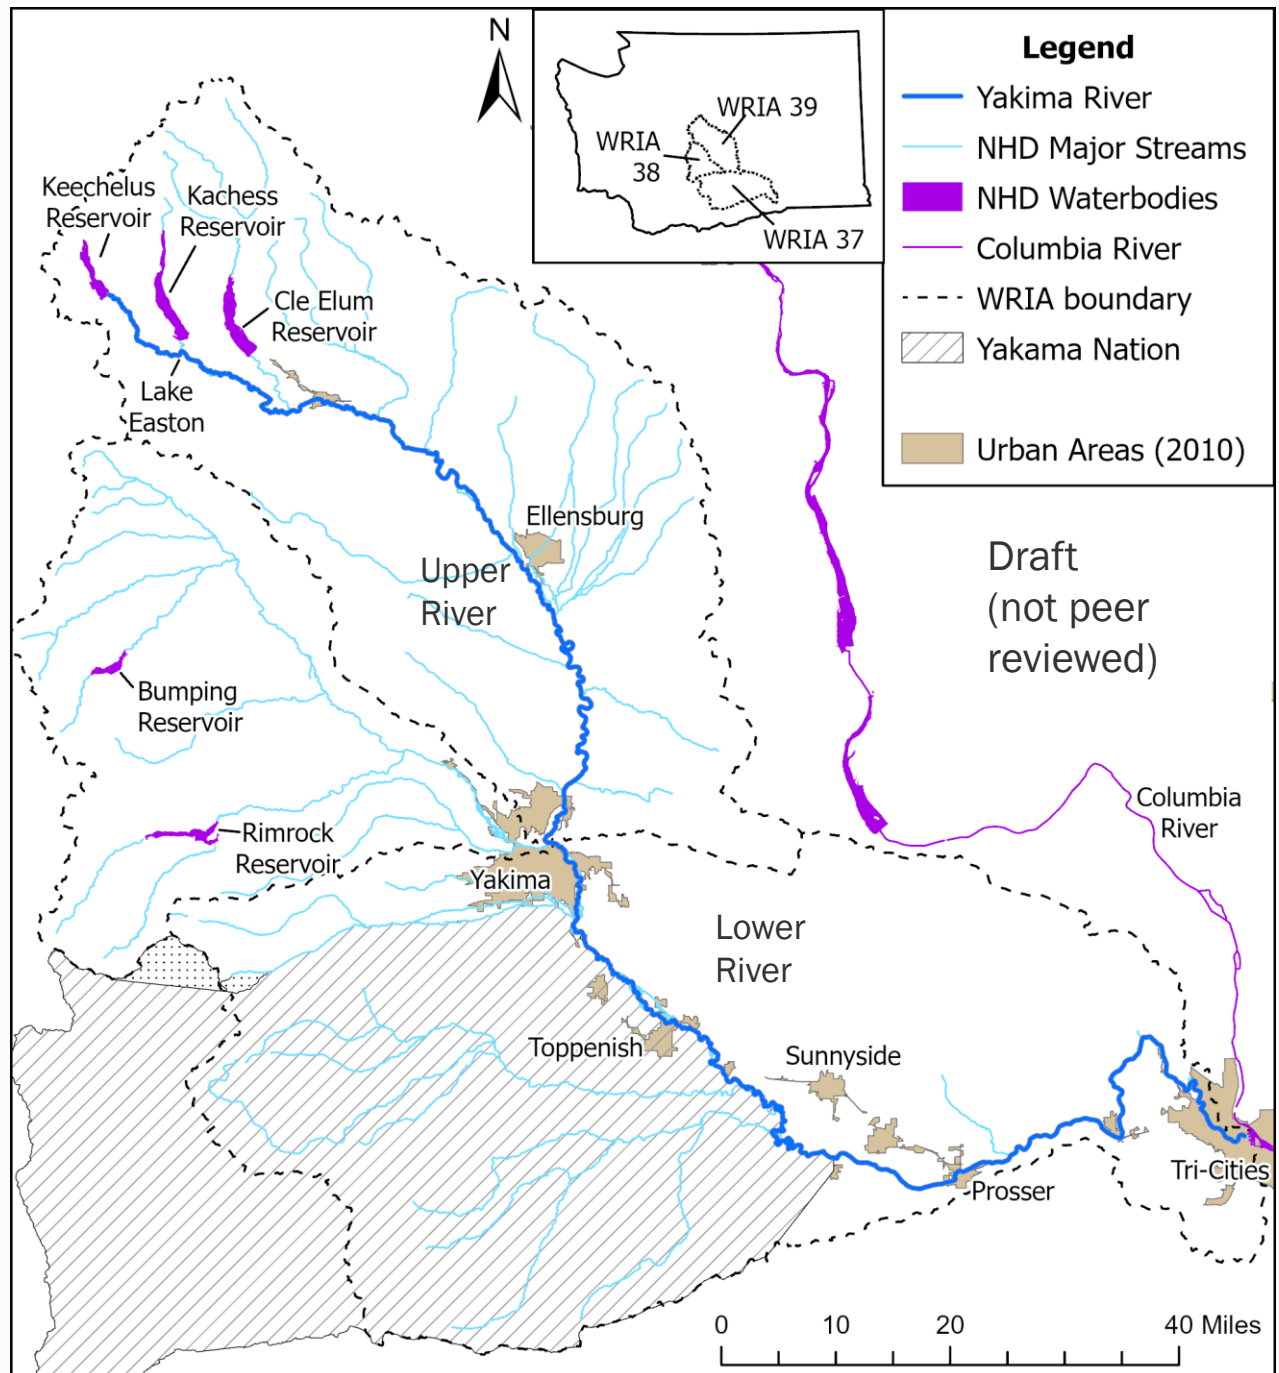 N
WRIA 39
WRIA
38
WRIA 37
Legend
Yakima River
NHD Major Streams
NHD Waterbodies
Columbia River
WRIA boundary
Yakama Nation
Urban Areas (2010)
Keechelus
Reservoir
Kachess
Reservoir
Cle Elum
Reservoir
Lake
Easton
Ellensburg
Upper
River
Draft
(not peer
reviewed)
Bumping
Reservoir
Rimrock
Reservoir
Columbia
River
Yakima
Lower
River
Toppenish
Sunnyside
Prosser
Tri-Cities
0 10 20 40 Miles